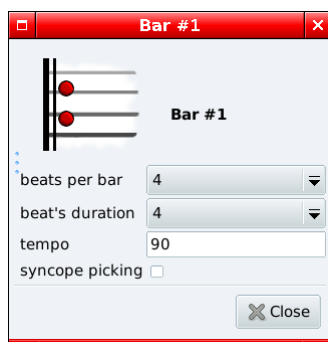 Bar #1
Bar #1
beats per bar 4
beat's duration 4
tempo 90
syncope picking
Close